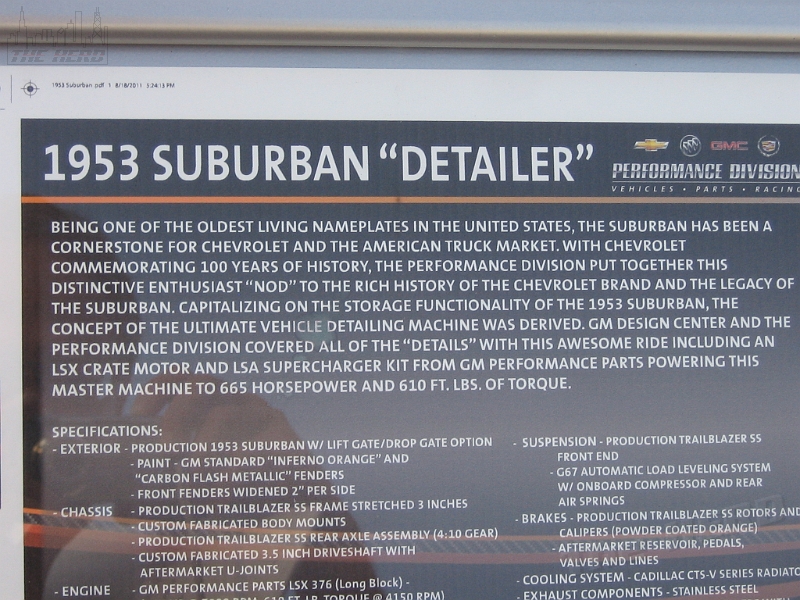 THE HERD
1953 Suburban.pdf 1 8/18/2011 3:24:13 PM
1953 SUBURBAN “DETAILER”
GMC
PERFORMANCE DIVISION
VEHICLES • PARTS • RACING
BEING ONE OF THE OLDEST LIVING NAMEPLATES IN THE UNITED STATES, THE SUBURBAN HAS BEEN A
CORNERSTONE FOR CHEVROLET AND THE AMERICAN TRUCK MARKET. WITH CHEVROLET
COMMEMORATING 100 YEARS OF HISTORY, THE PERFORMANCE DIVISION PUT TOGETHER THIS
DISTINCTIVE ENTHUSIAST “NOD” TO THE RICH HISTORY OF THE CHEVROLET BRAND AND THE LEGACY OF
THE SUBURBAN. CAPITALIZING ON THE STORAGE FUNCTIONALITY OF THE 1953 SUBURBAN, THE
CONCEPT OF THE ULTIMATE VEHICLE DETAILING MACHINE WAS DERIVED. GM DESIGN CENTER AND THE
PERFORMANCE DIVISION COVERED ALL OF THE “DETAILS” WITH THIS AWESOME RIDE INCLUDING AN
LSX CRATE MOTOR AND LSA SUPERCHARGER KIT FROM GM PERFORMANCE PARTS POWERING THIS
MASTER MACHINE TO 665 HORSEPOWER AND 610 FT. LBS. OF TORQUE.
SPECIFICATIONS:
- EXTERIOR - PRODUCTION 1953 SUBURBAN W/ LIFT GATE/DROP GATE OPTION
- PAINT - GM STANDARD “INFERNO ORANGE” AND
“CARBON FLASH METALLIC” FENDERS
- FRONT FENDERS WIDENED 2” PER SIDE
- CHASSIS - PRODUCTION TRAILBLAZER SS FRAME STRETCHED 3 INCHES
- CUSTOM FABRICATED BODY MOUNTS
- PRODUCTION TRAILBLAZER SS REAR AXLE ASSEMBLY (4:10 GEAR)
- CUSTOM FABRICATED 3.5 INCH DRIVESHAFT WITH
AFTERMARKET U-JOINTS
- ENGINE - GM PERFORMANCE PARTS LSX 376 (Long Block) -
RPM, 610 FT. LB. TORQUE @ 4150 RPM)
- SUSPENSION - PRODUCTION TRAILBLAZER SS
FRONT END
- G67 AUTOMATIC LOAD LEVELING SYSTEM
W/ ONBOARD COMPRESSOR AND REAR
AIR SPRINGS
- BRAKES - PRODUCTION TRAILBLAZER SS ROTORS AND
CALIPERS (POWDER COATED ORANGE)
- AFTERMARKET RESERVOIR, PEDALS,
VALVES AND LINES
- COOLING SYSTEM - CADILLAC CTS-V SERIES RADIATO
- EXHAUST COMPONENTS - STAINLESS STEEL